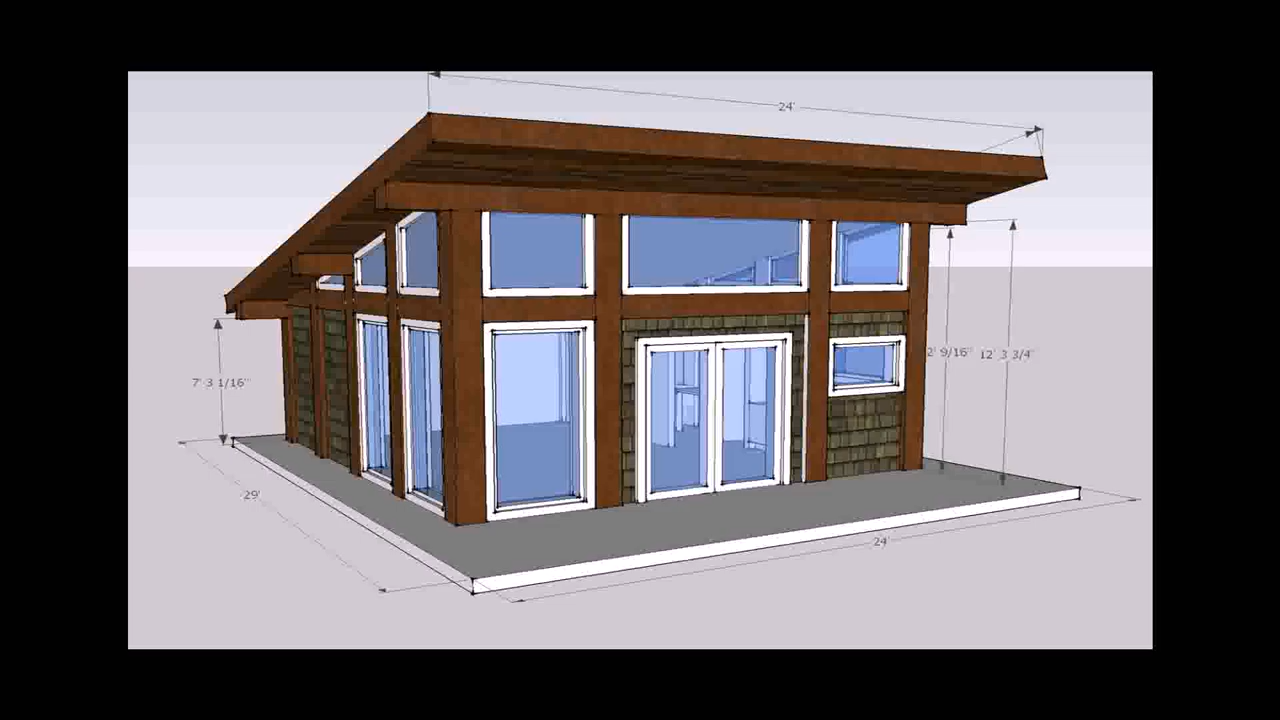 24'
2' 9/16"
12' 3 3/4"
7' 3 1/16"
29'
24'